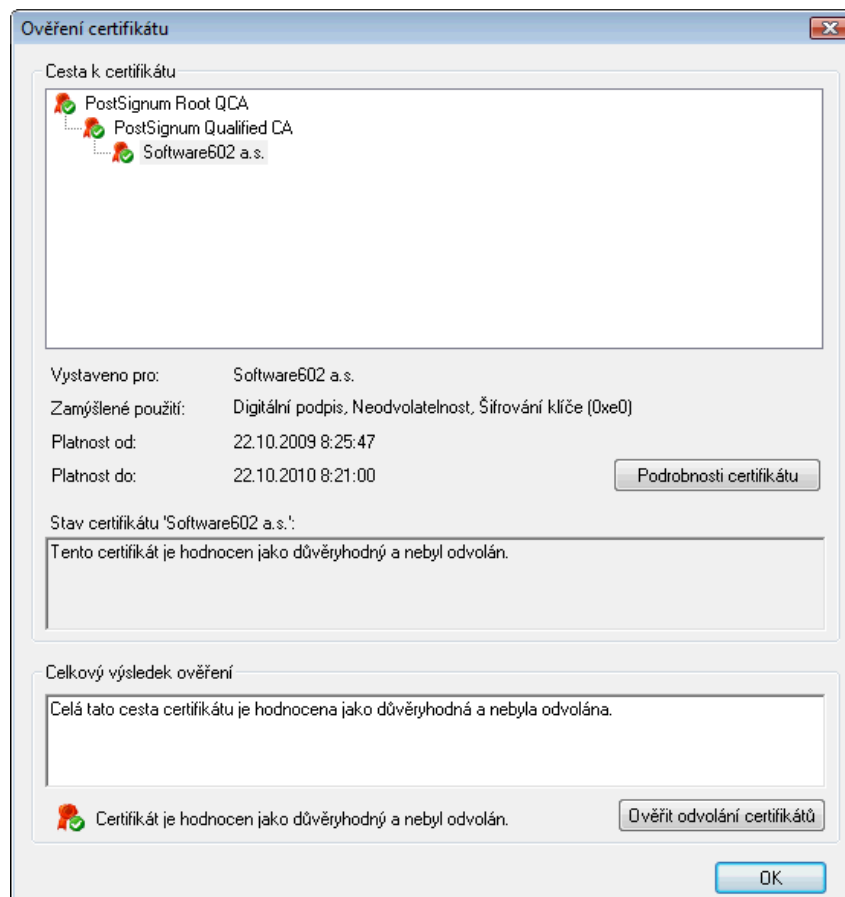 Ověření certifikátu
Cesta k certifikátu
PostSignum Root QCA
PostSignum Qualified CA
Software602 a.s.
Vystaveno pro: Software602 a.s.
Zamýšlené použití: Digitální podpis, Neodvolatelnost, Šifrování klíče (0xe0)
Platnost od: 22.10.2009 8:25:47
Platnost do: 22.10.2010 8:21:00
Podrobnosti certifikátu
Stav certifikátu 'Software602 a.s.':
Tento certifikát je hodnocen jako důvěryhodný a nebyl odvolán.
Celkový výsledek ověření
Celá tato cesta certifikátu je hodnocena jako důvěryhodná a nebyla odvolána.
Certifikát je hodnocen jako důvěryhodný a nebyl odvolán.
Ověřit odvolání certifikátů
OK